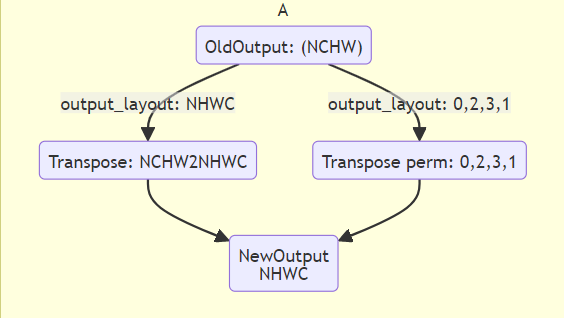 A
OldOutput: (NCHW)
output_layout: NHWC
output_layout: 0,2,3,1
Transpose: NCHW2NHWC
Transpose perm: 0,2,3,1
NewOutput
NHWC